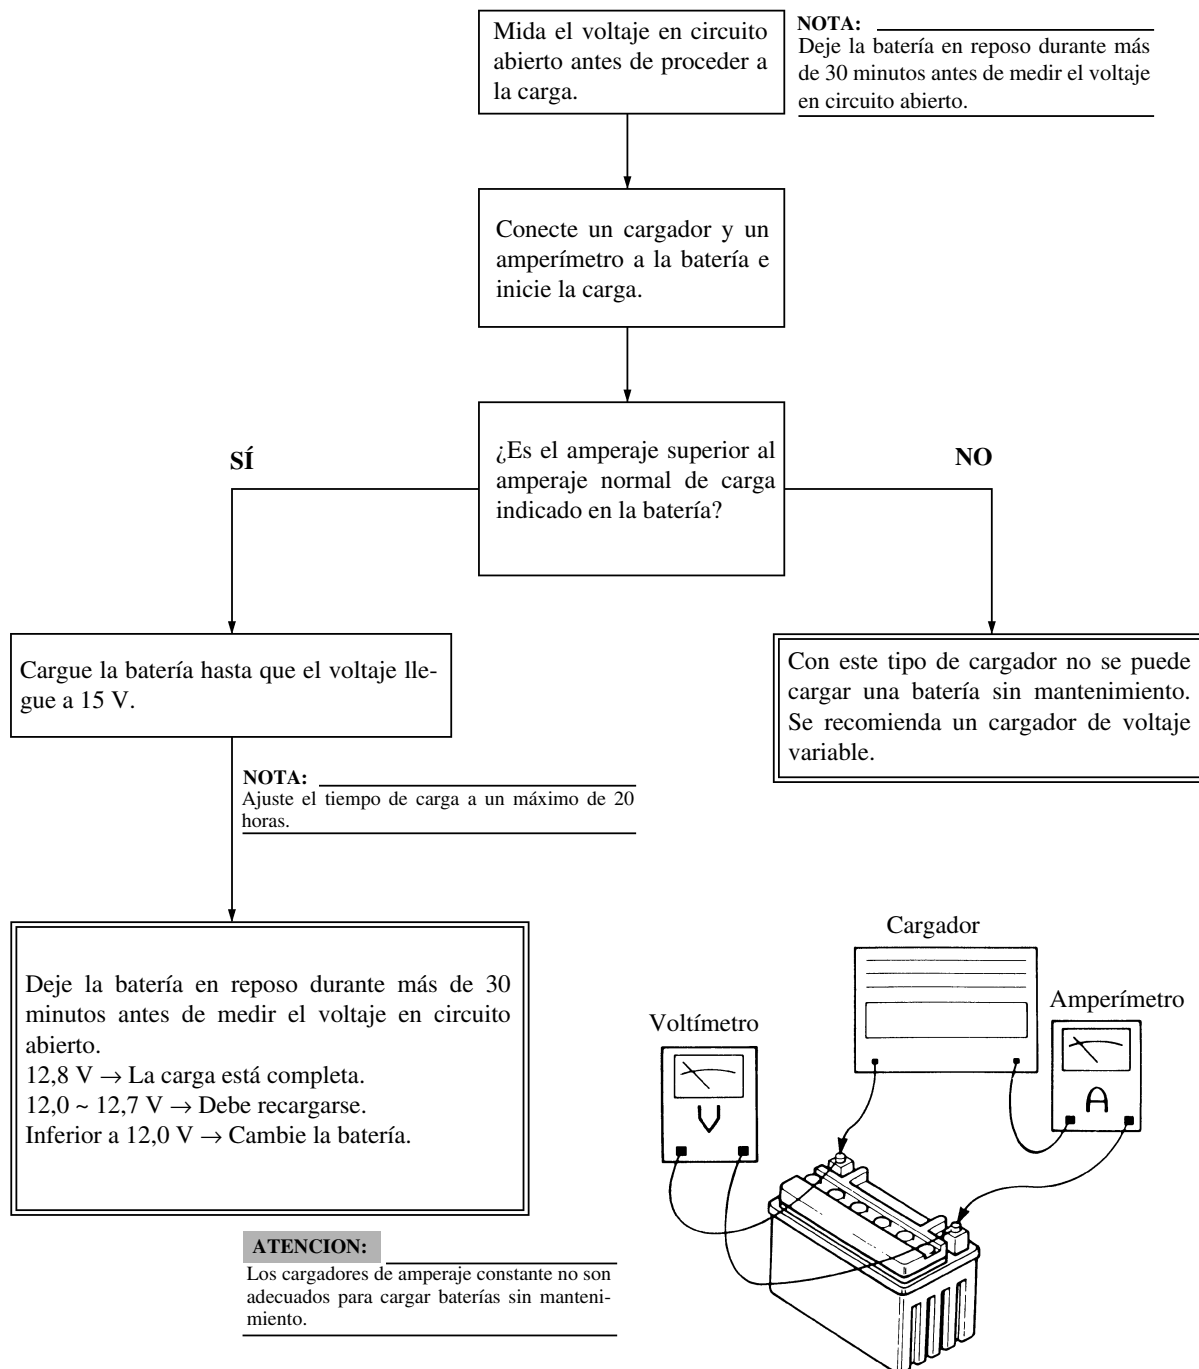 Mida el voltaje en circuito
abierto antes de proceder a
la carga.
NOTA:
Deje la batería en reposo durante más
de 30 minutos antes de medir el voltaje
en circuito abierto.
Conecte un cargador y un
amperímetro a la batería e
inicie la carga.
¿Es el amperaje superior al
amperaje normal de carga
indicado en la batería?
SÍ
NO
Cargue la batería hasta que el voltaje lle-
gue a 15 V.
Con este tipo de cargador no se puede
cargar una batería sin mantenimiento.
Se recomienda un cargador de voltaje
variable.
NOTA:
Ajuste el tiempo de carga a un máximo de 20
horas.
Deje la batería en reposo durante más de 30
minutos antes de medir el voltaje en circuito
abierto.
12,8 V → La carga está completa.
12,0 ~ 12,7 V → Debe recargarse.
Inferior a 12,0 V → Cambie la batería.
ATENCION:
Los cargadores de amperaje constante no son
adecuados para cargar baterías sin manteni-
miento.
Cargador
Voltímetro
Amperímetro
V
A